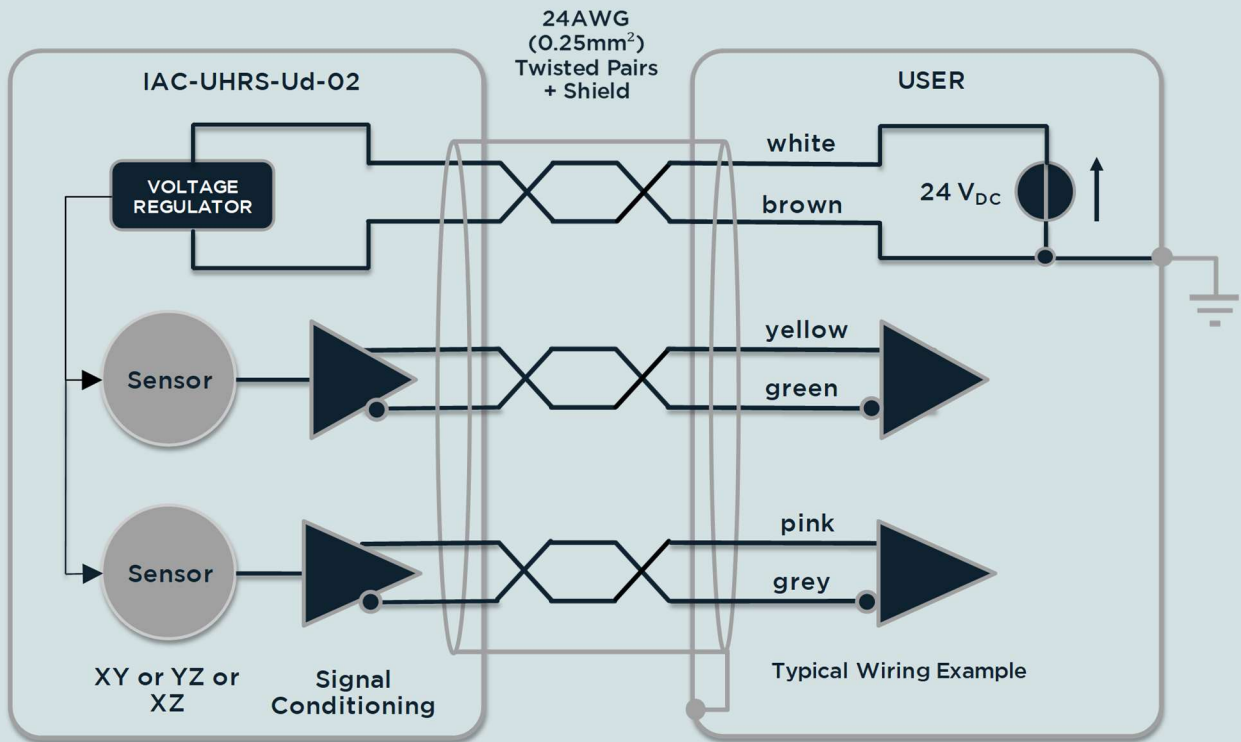 24AWG
(0.25mm²)
Twisted Pairs
+ Shield
IAC-UHRS-Ud-02
USER
VOLTAGE
REGULATOR
white
brown
24 V_DC
Sensor
yellow
green
Sensor
pink
grey
XY or YZ or
XZ
Signal
Conditioning
Typical Wiring Example